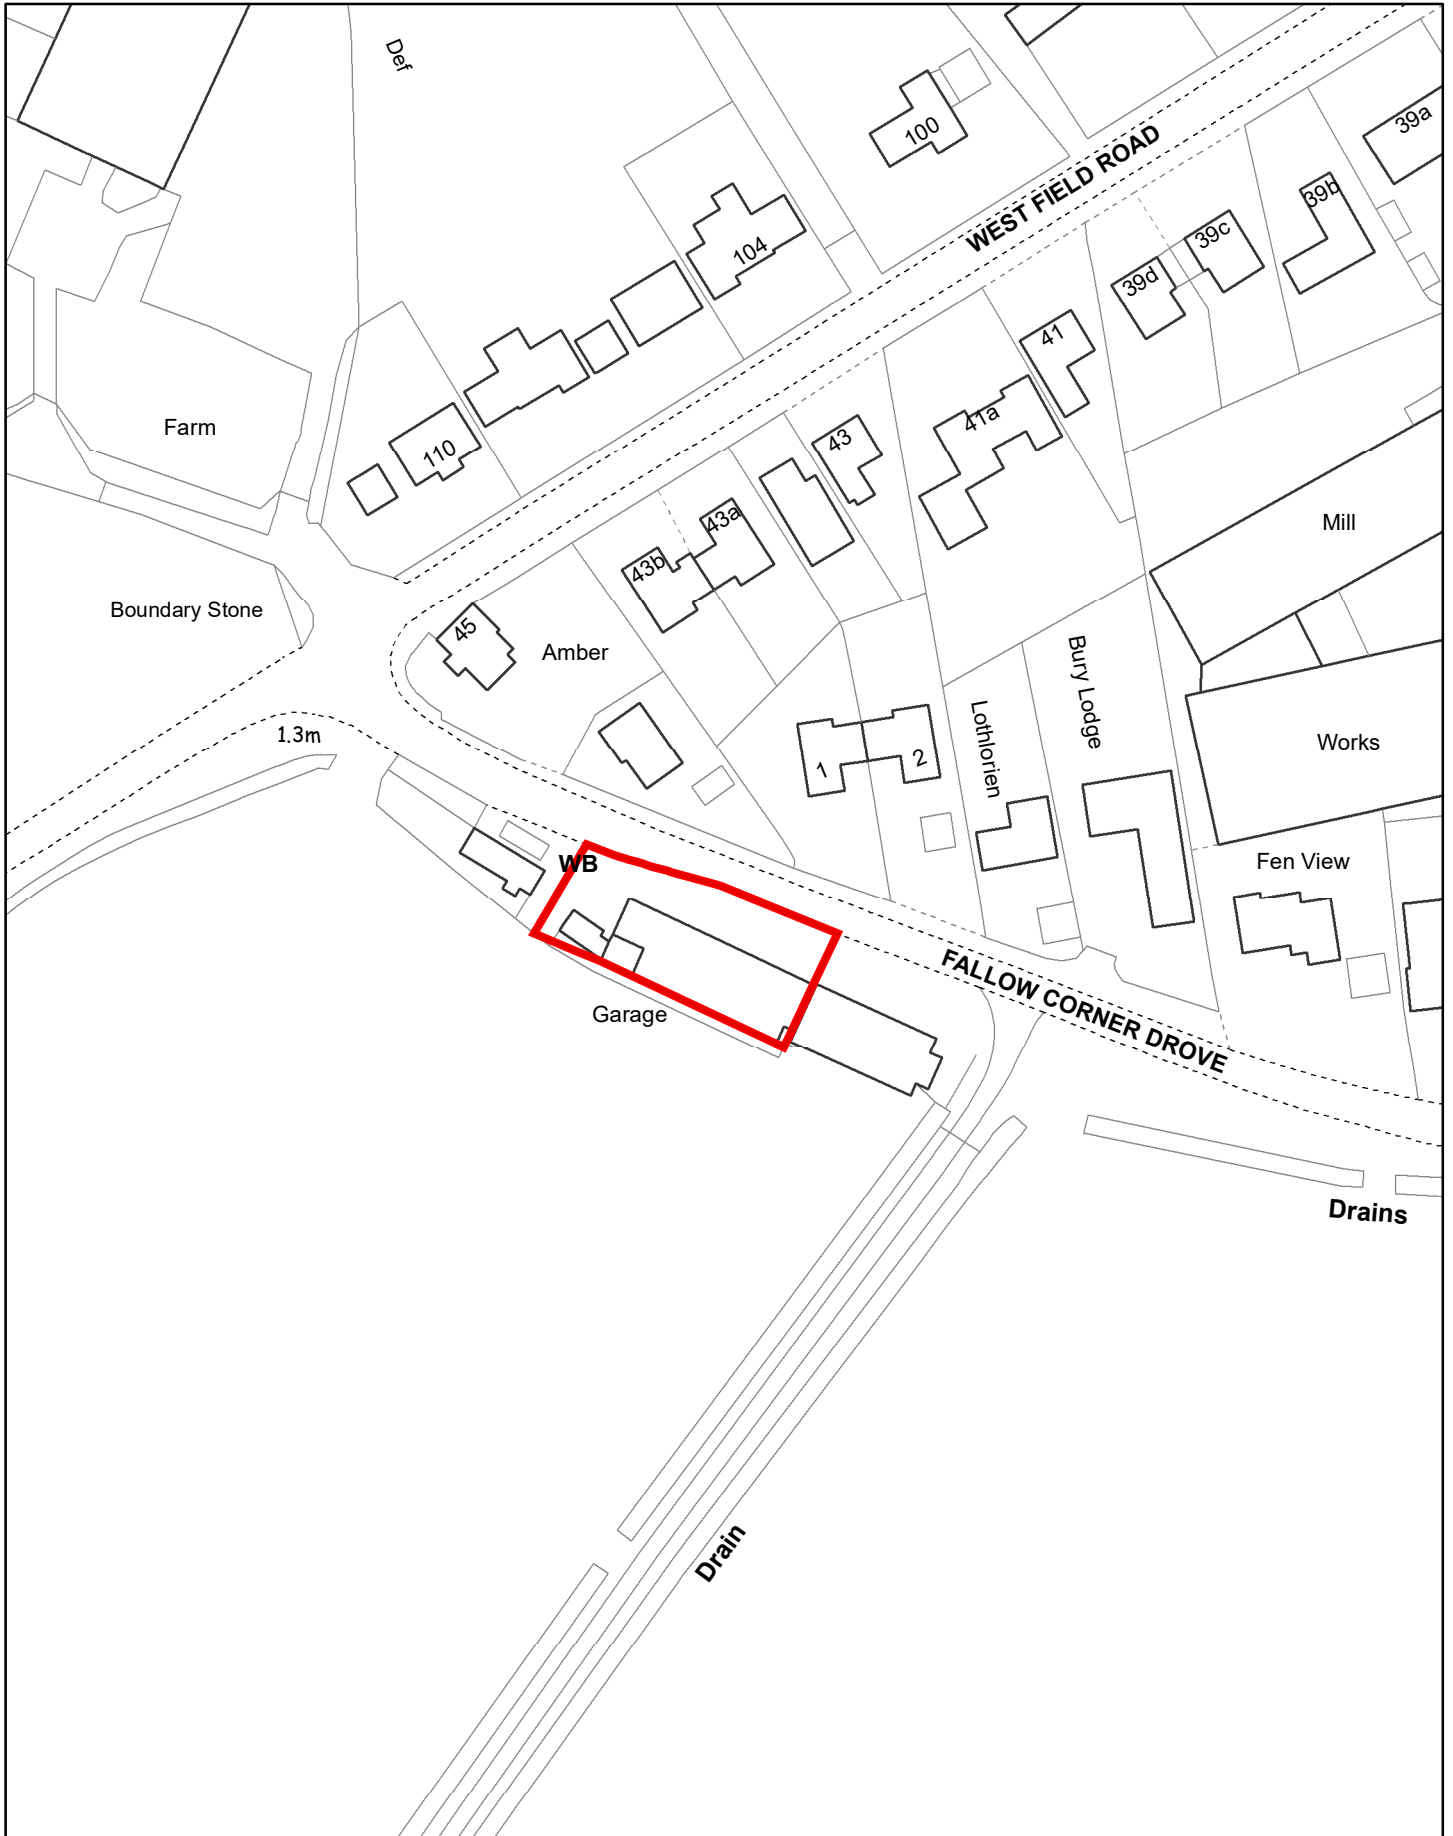 Def
100
39a
WEST FIELD ROAD
39b
104
39c
39d
41
41a
Farm
110
43
43a
Mill
43b
Boundary Stone
45
Amber
Bury Lodge
Lothlorien
1.3m
Works
1
2
WB
Fen View
FALLOW CORNER DROVE
Garage
Drains
Drain